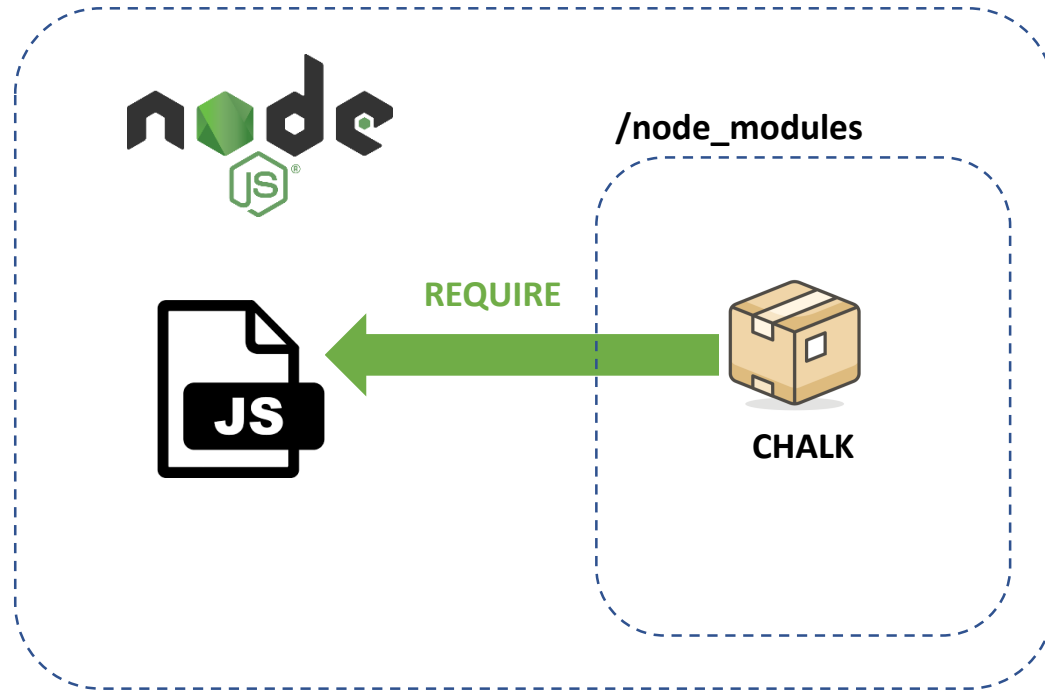 node
JS®
/node_modules
REQUIRE
JS
CHALK